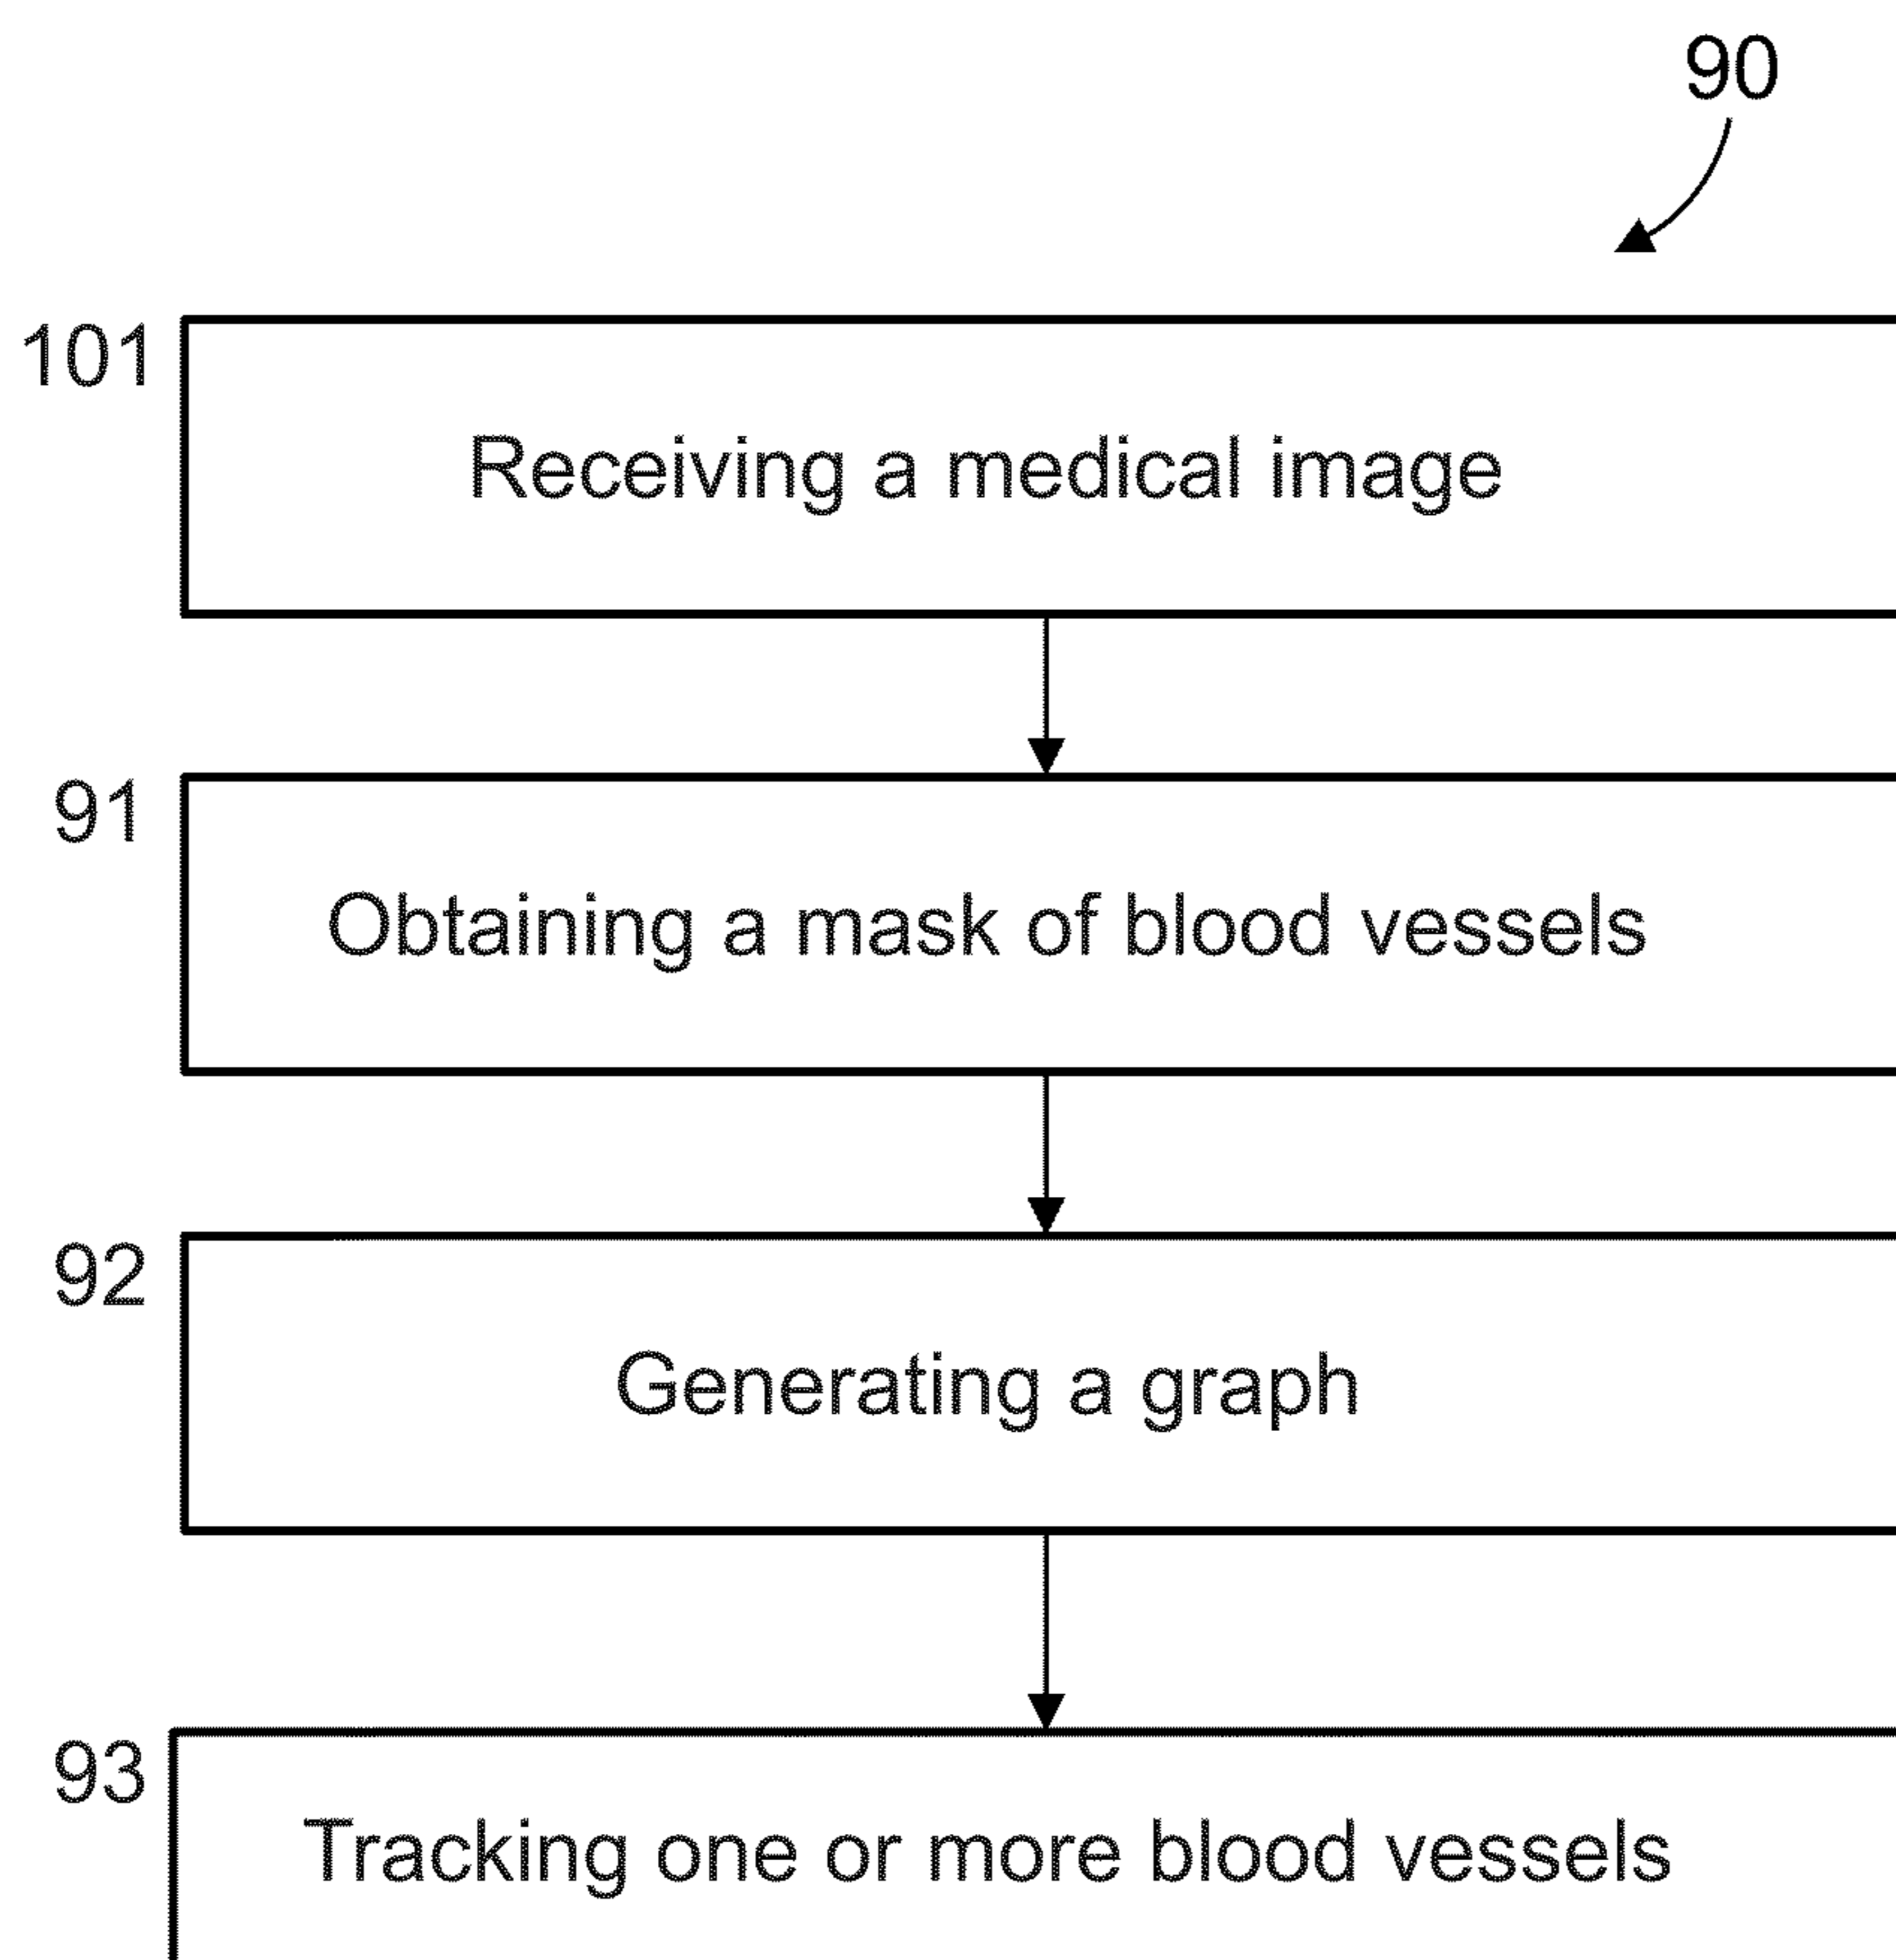 90
101
Receiving a medical image
91
Obtaining a mask of blood vessels
92
Generating a graph
93
Tracking one or more blood vessels